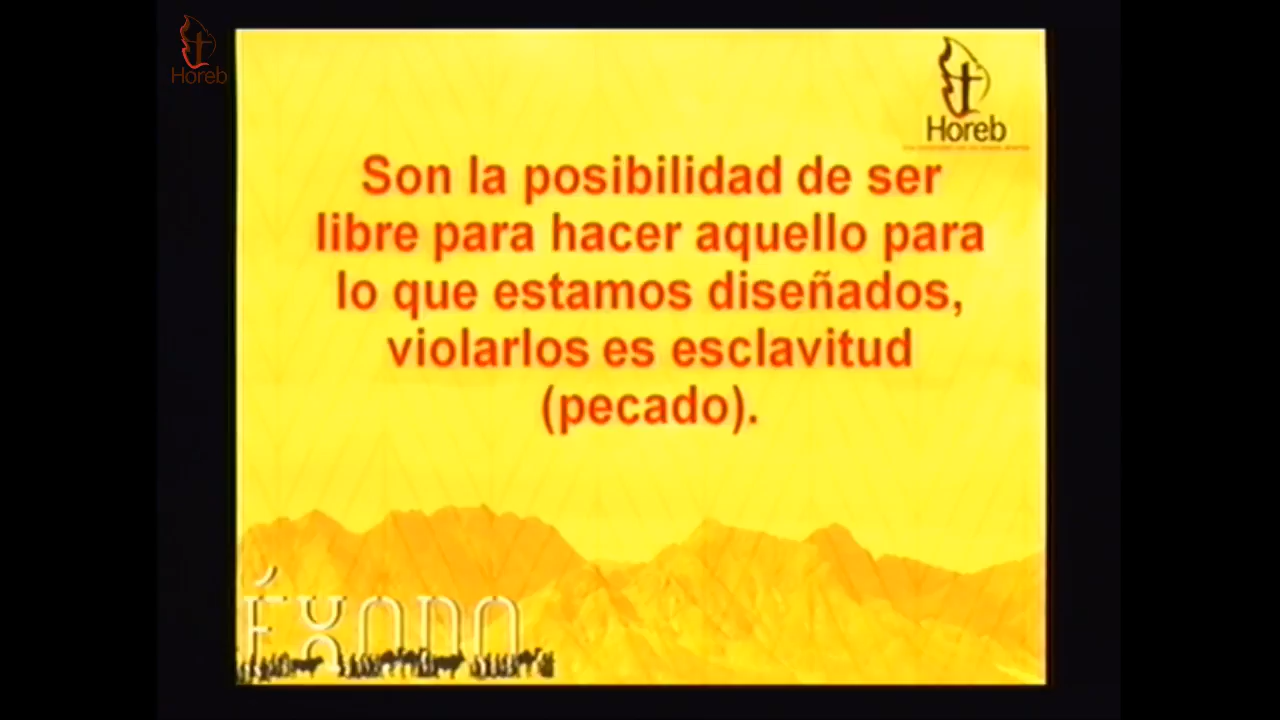 Horeb
Horeb
Son la posibilidad de ser
libre para hacer aquello para
lo que estamos diseñados,
violarlos es esclavitud
(pecado).
ÉXODO